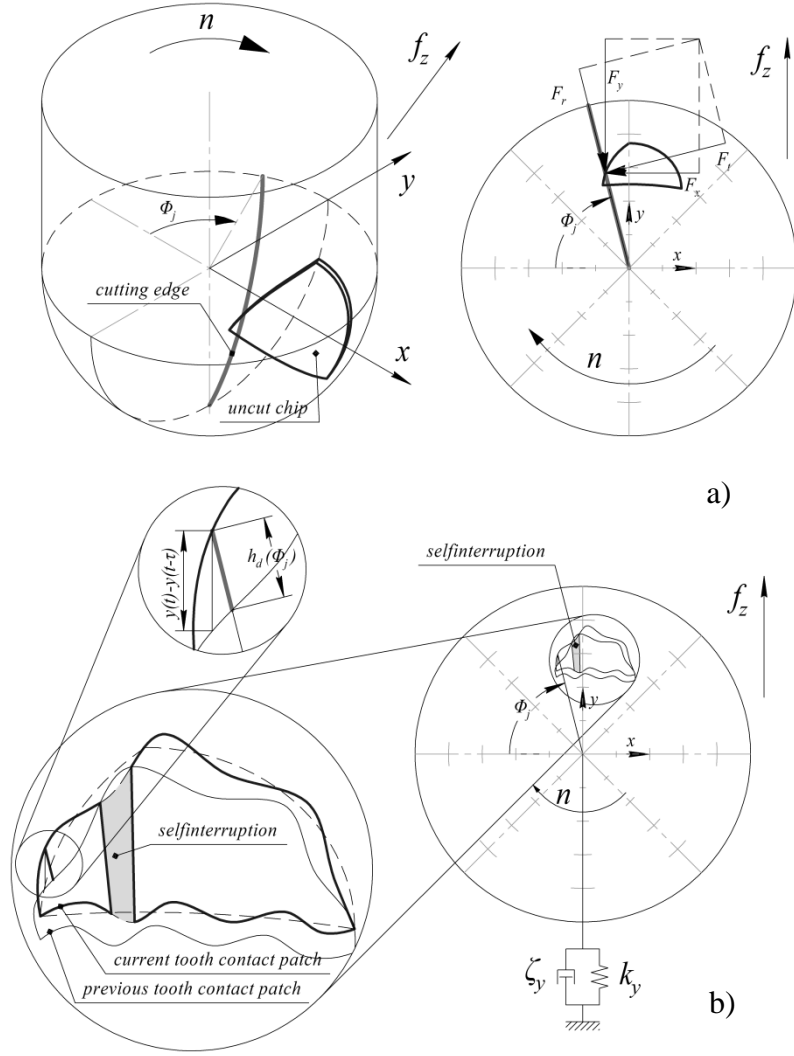 n
f_z
y
Φ_j
cutting edge
x
uncut chip
f_z
F_y
F_r
F_t
F_x
Φ_j
y
x
n
a)
y(t)-y(t-τ)
h_d(Φ_j)
selfinterruption
f_z
Φ_j
y
x
n
selfinterruption
current tooth contact patch
previous tooth contact patch
ζ_y
k_y
b)